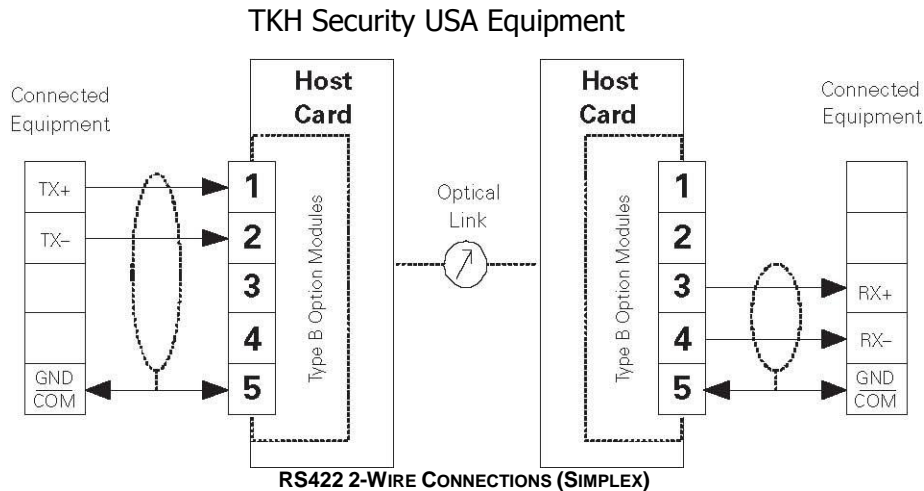 TKH Security USA Equipment
Connected
Equipment
TX+
TX–
GND
COM
1
2
3
4
5
Host
Card
Type B Option Modules
Optical
Link
Host
Card
Type B Option Modules
1
2
3
4
5
Connected
Equipment
RX+
RX–
GND
COM
RS422 2-WIRE CONNECTIONS (SIMPLEX)